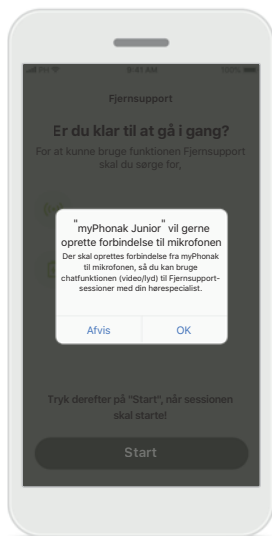 9:41 AM
100%
Fjernsupport
Er du klar til at gå i gang?
For at kunne bruge funktionen Fjernsupport
skal du sørge for,
"myPhonak Junior" vil gerne
oprette forbindelse til mikrofonen
Der skal oprettes forbindelse fra myPhonak
til mikrofonen, så du kan bruge
chatfunktionen (video/lyd) til Fjernsupport-
sessioner med din hørespecialist.
Afvis OK
Tryk derefter på "Start", når sessionen
skal starte!
Start